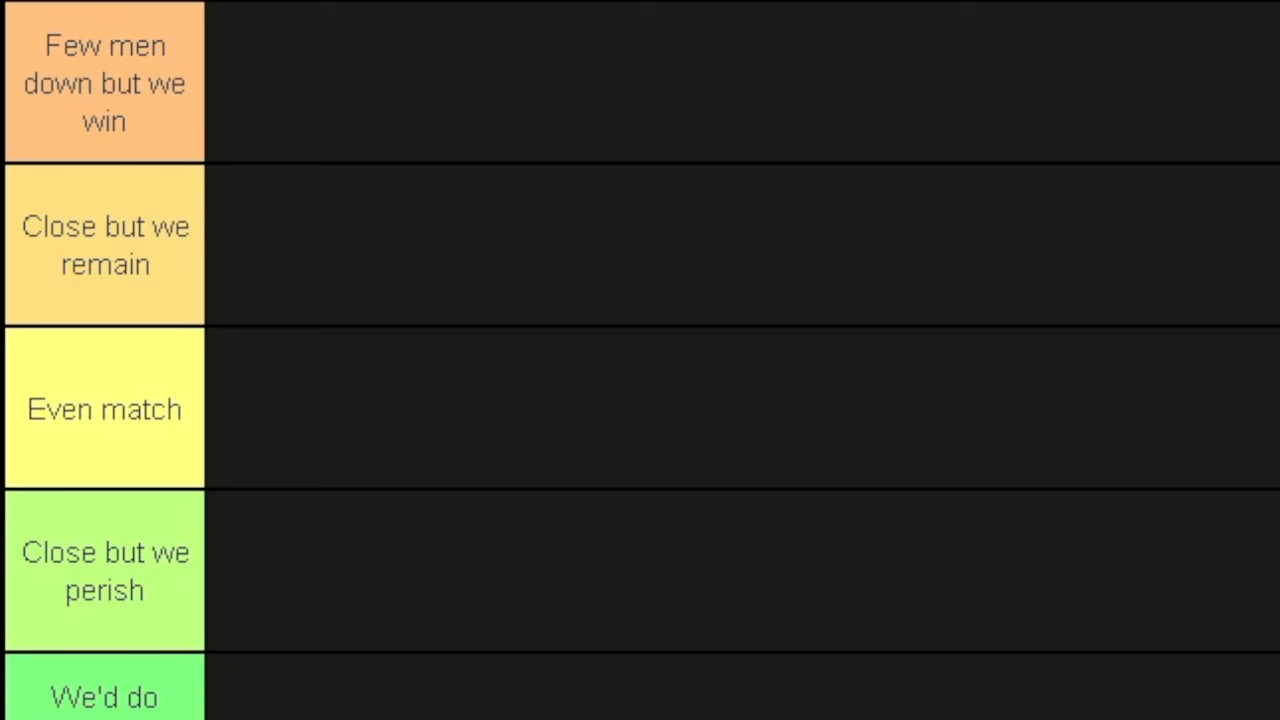 Few men
down but we
win
Close but we
remain
Even match
Close but we
perish
We'd do